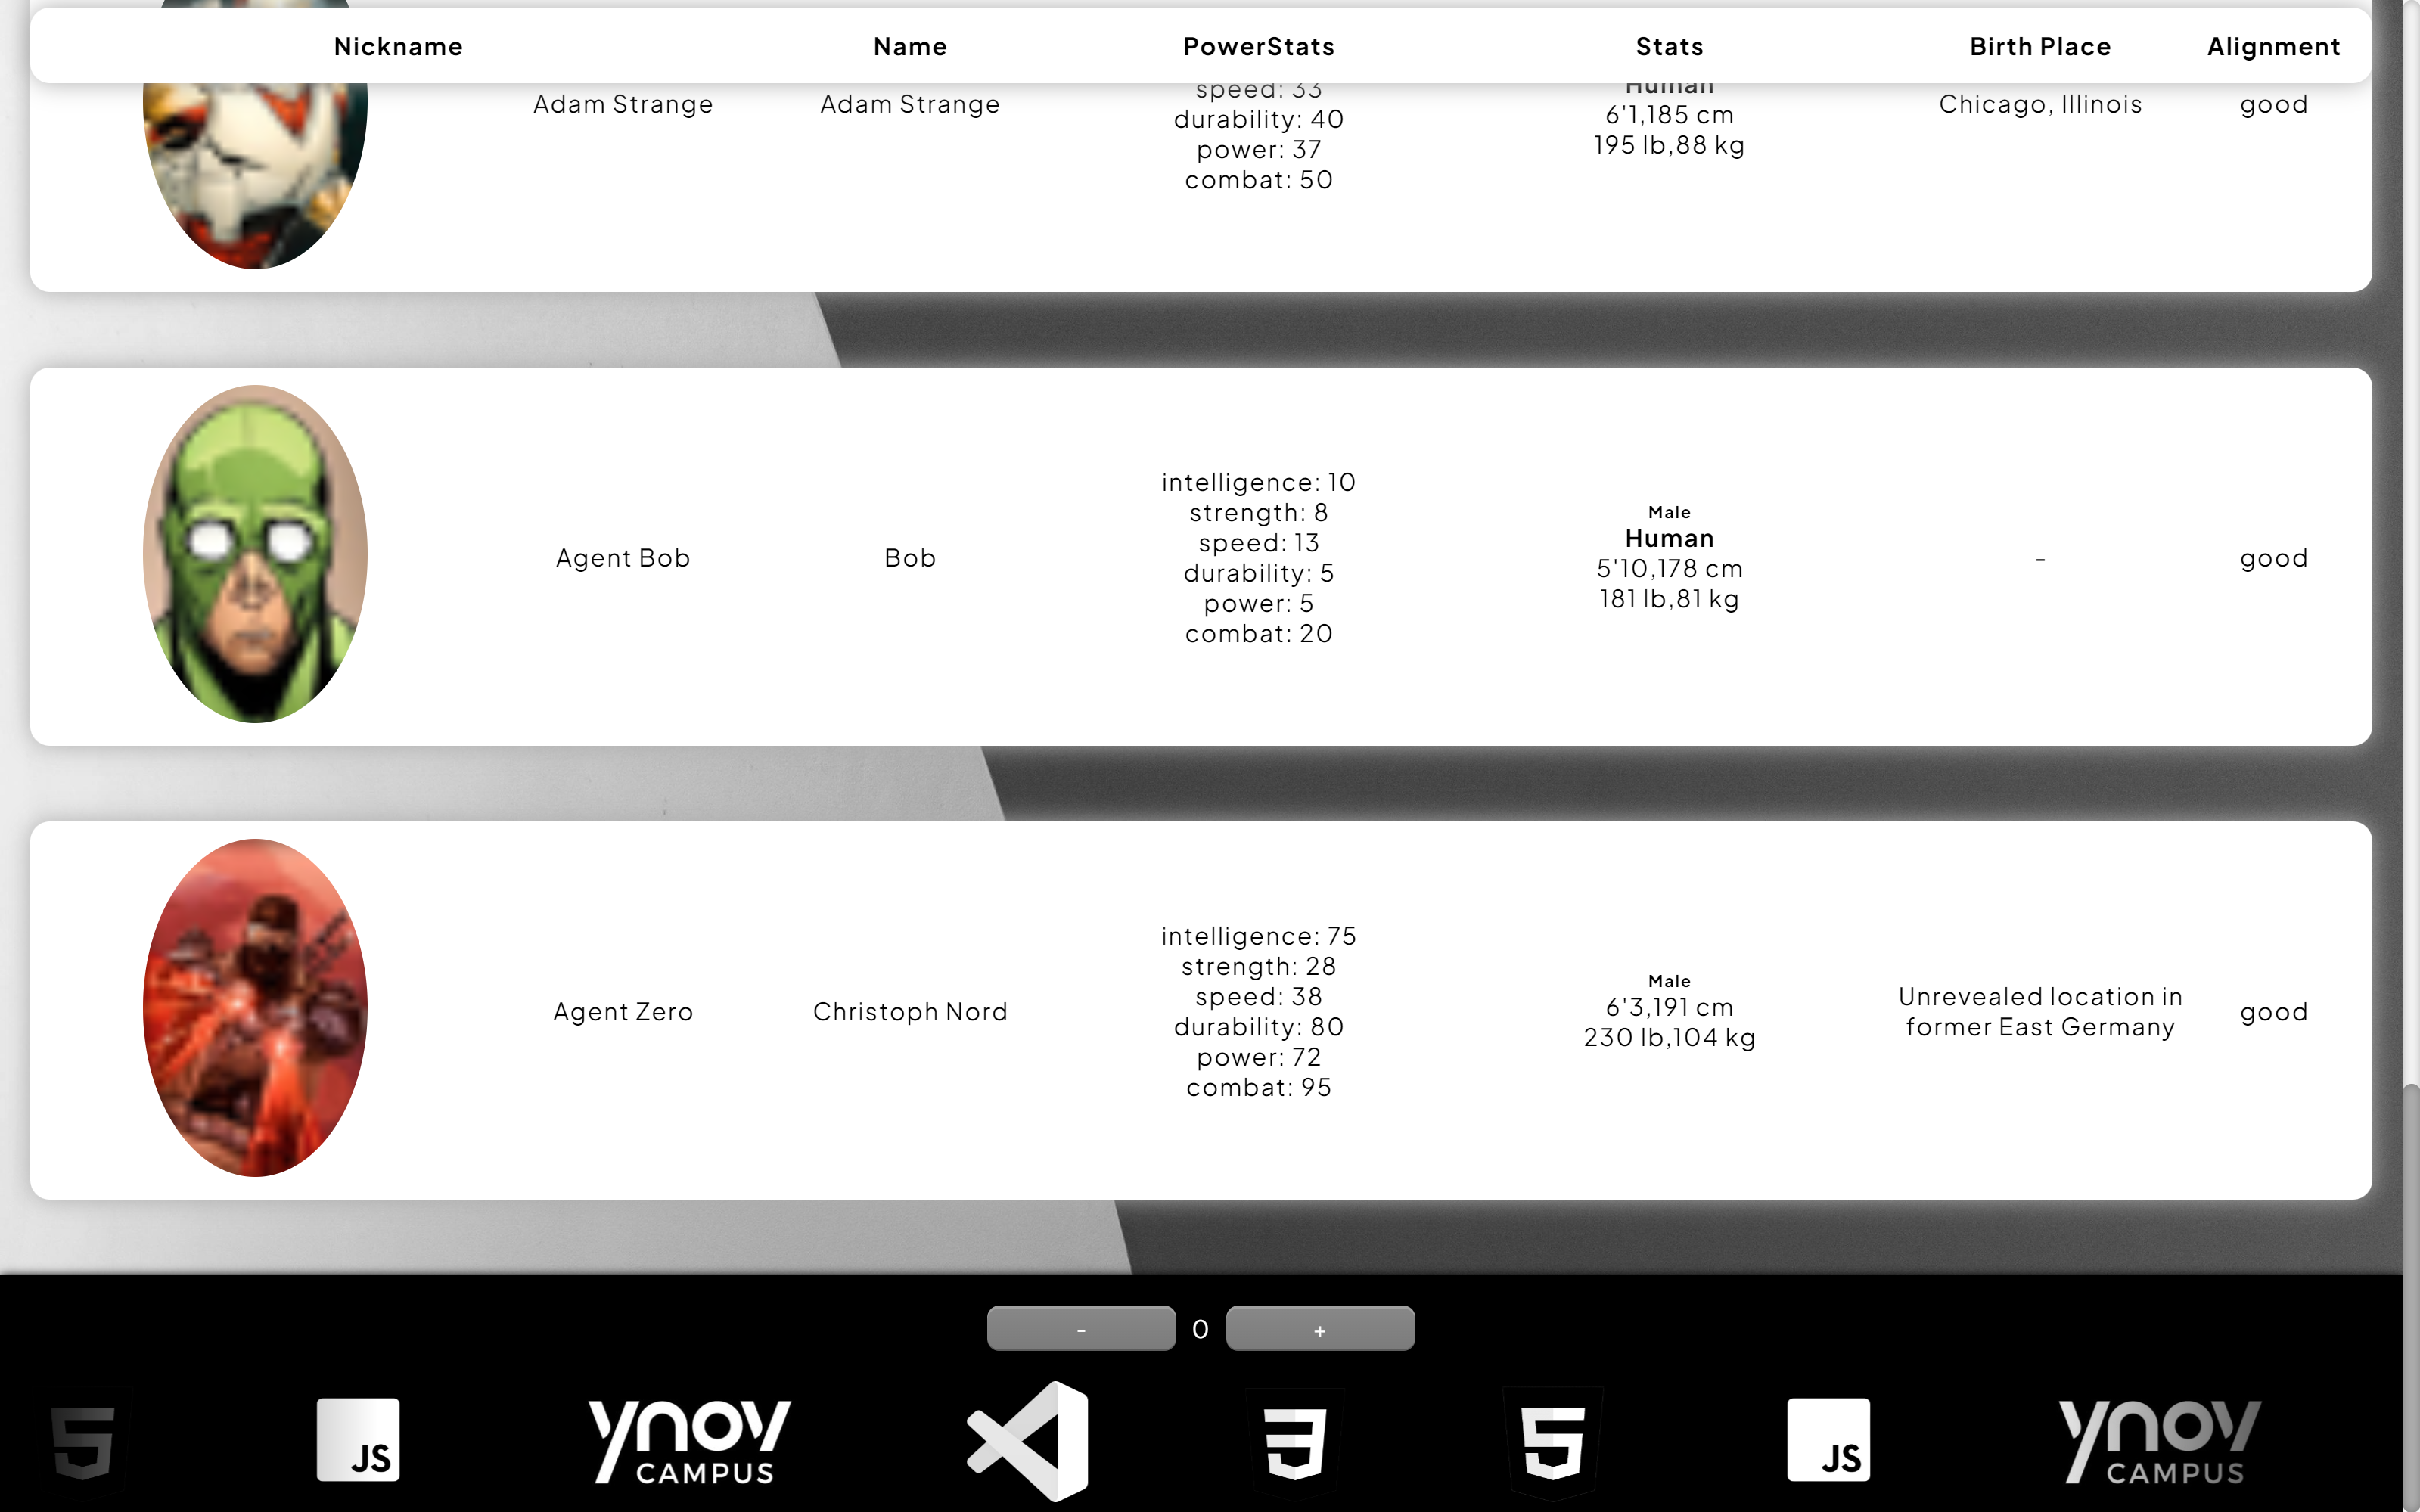 Nickname Name PowerStats Stats Birth Place Alignment
Adam Strange
Adam Strange
speed: 33
durability: 40
power: 37
combat: 50
Human
6'1,185 cm
195 lb,88 kg
Chicago, Illinois
good
Agent Bob
Bob
intelligence: 10
strength: 8
speed: 13
durability: 5
power: 5
combat: 20
Male
Human
5'10,178 cm
181 lb,81 kg
-
good
Agent Zero
Christoph Nord
intelligence: 75
strength: 28
speed: 38
durability: 80
power: 72
combat: 95
Male
6'3,191 cm
230 lb,104 kg
Unrevealed location in
former East Germany
good
- 0 +
5
JS
ynov
CAMPUS
3
5
JS
ynov
CAMPUS